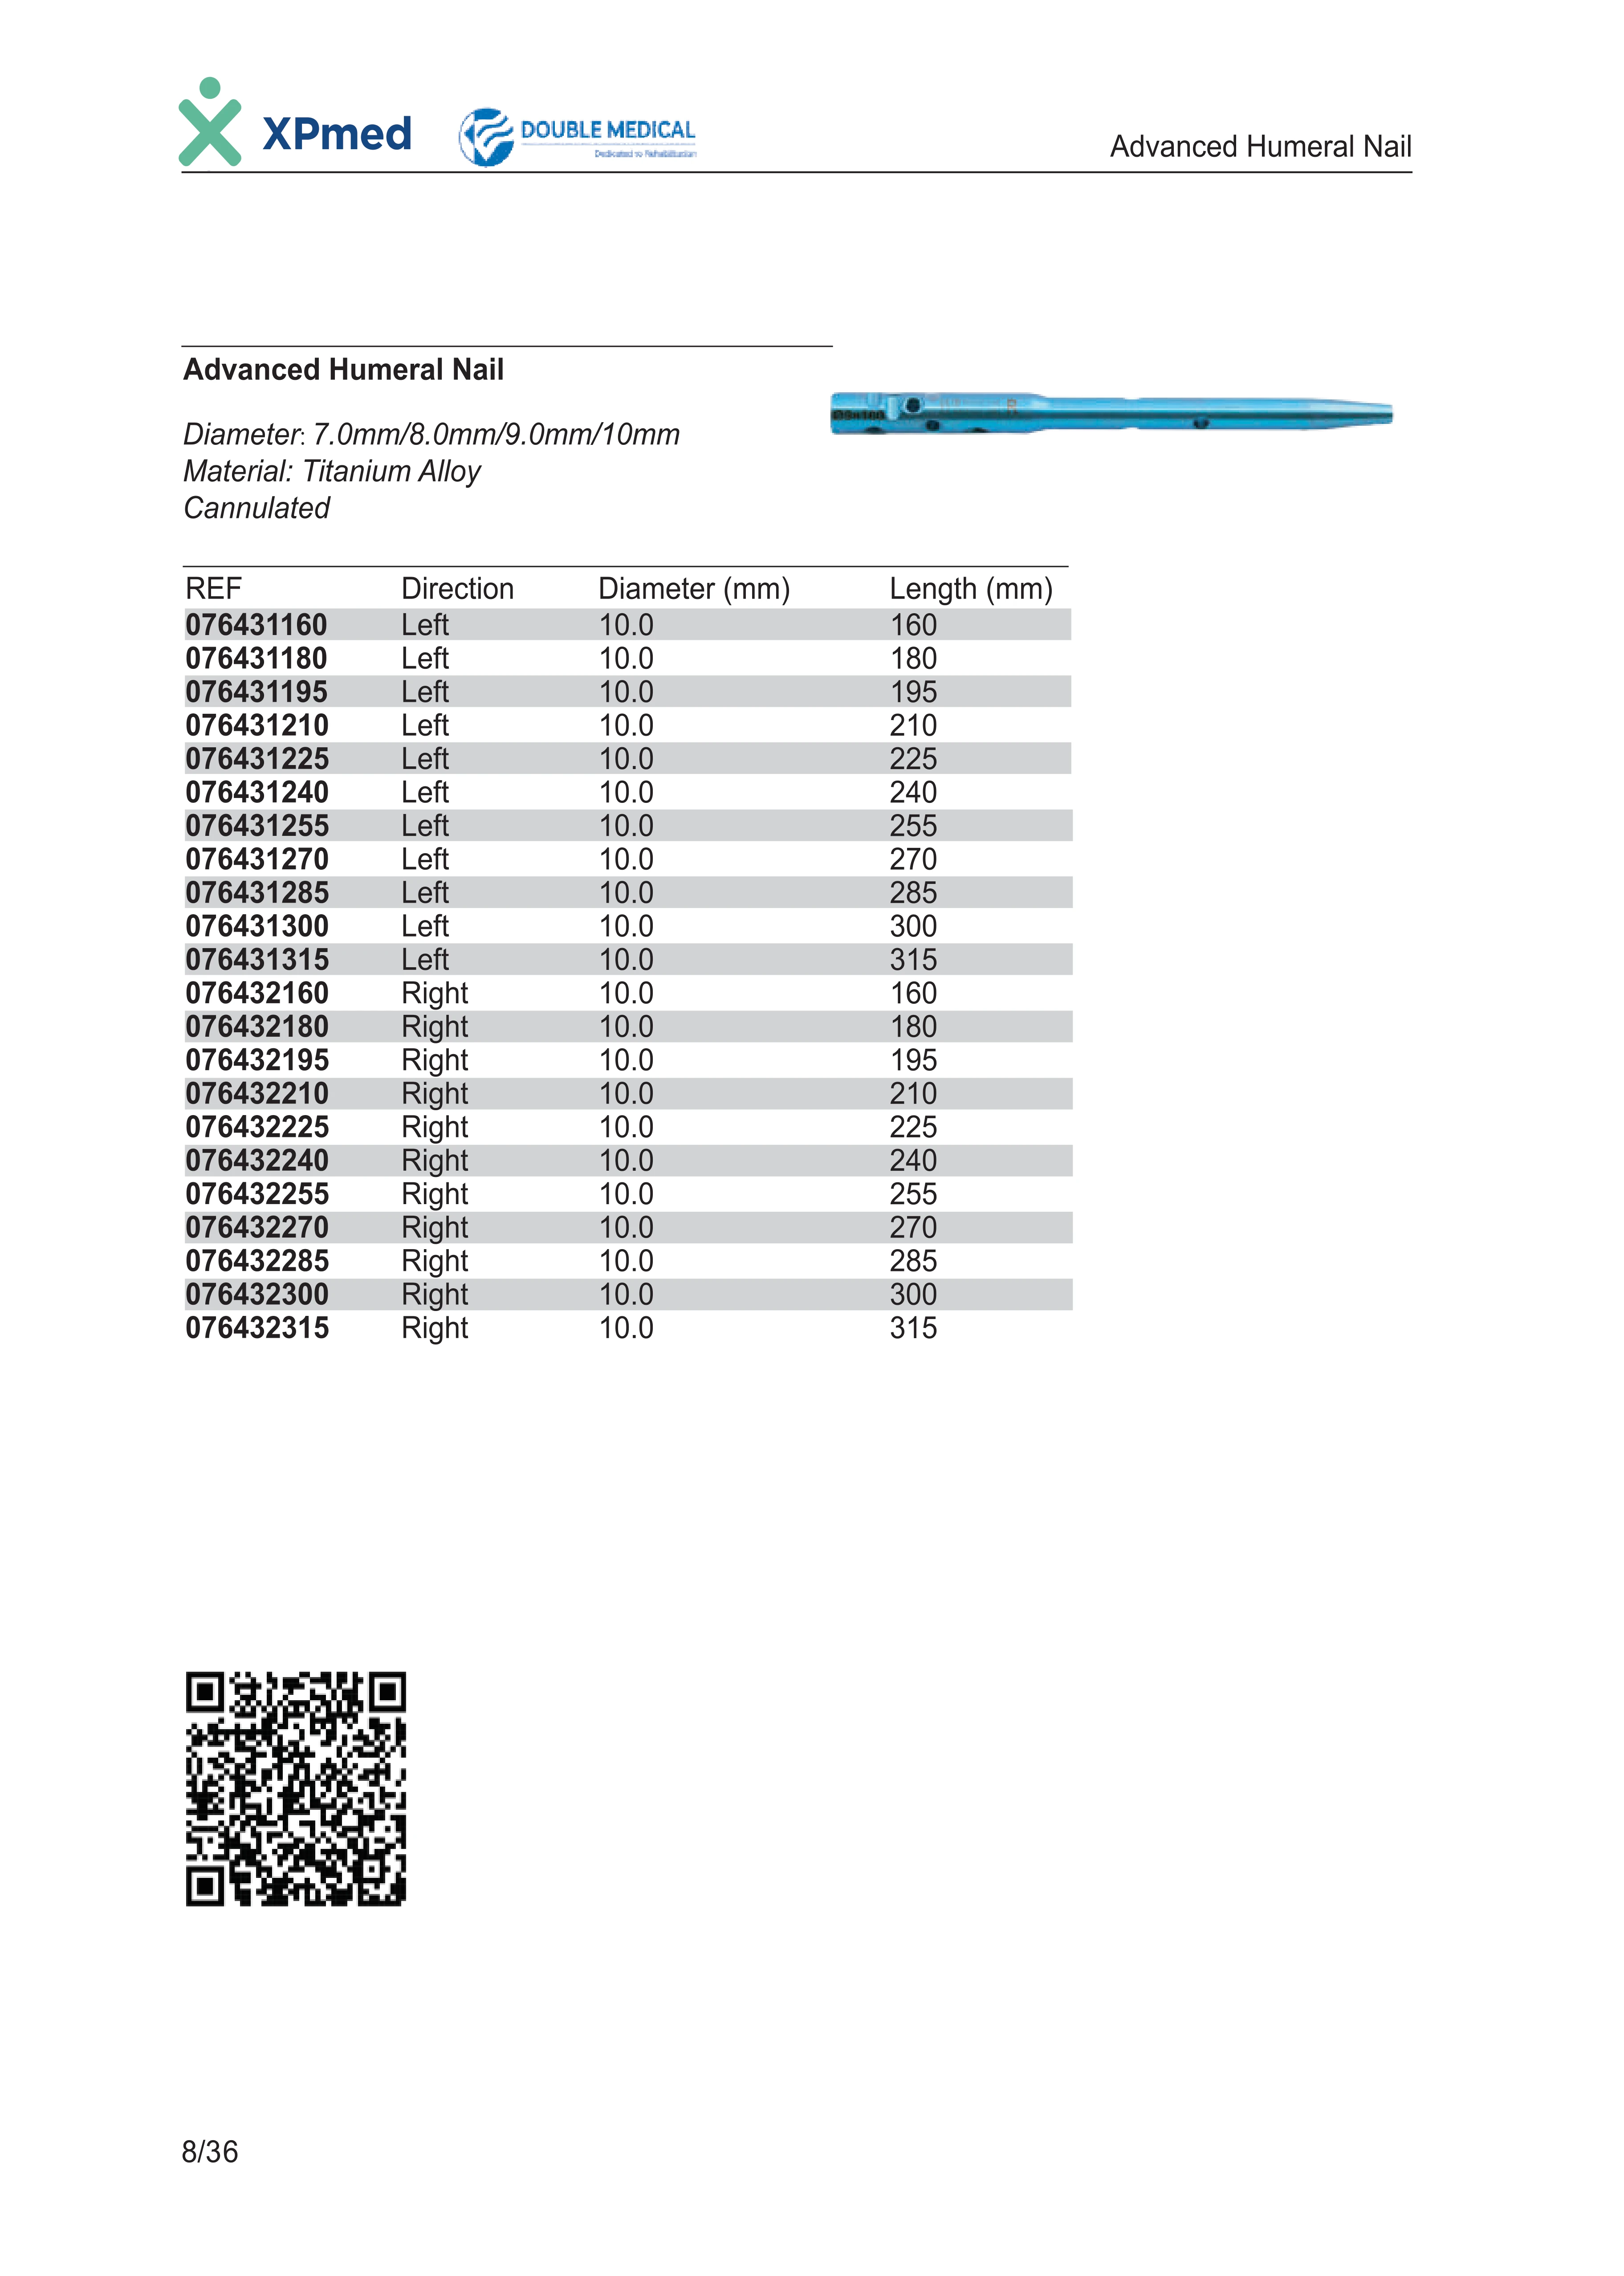 XPmed
DOUBLE MEDICAL
Dedicated to Rehabilitation
Advanced Humeral Nail
Advanced Humeral Nail
Ø9×160
Diameter: 7.0mm/8.0mm/9.0mm/10mm
Material: Titanium Alloy
Cannulated
REF Direction Diameter (mm) Length (mm)
076431160 Left 10.0 160
076431180 Left 10.0 180
076431195 Left 10.0 195
076431210 Left 10.0 210
076431225 Left 10.0 225
076431240 Left 10.0 240
076431255 Left 10.0 255
076431270 Left 10.0 270
076431285 Left 10.0 285
076431300 Left 10.0 300
076431315 Left 10.0 315
076432160 Right 10.0 160
076432180 Right 10.0 180
076432195 Right 10.0 195
076432210 Right 10.0 210
076432225 Right 10.0 225
076432240 Right 10.0 240
076432255 Right 10.0 255
076432270 Right 10.0 270
076432285 Right 10.0 285
076432300 Right 10.0 300
076432315 Right 10.0 315
8/36